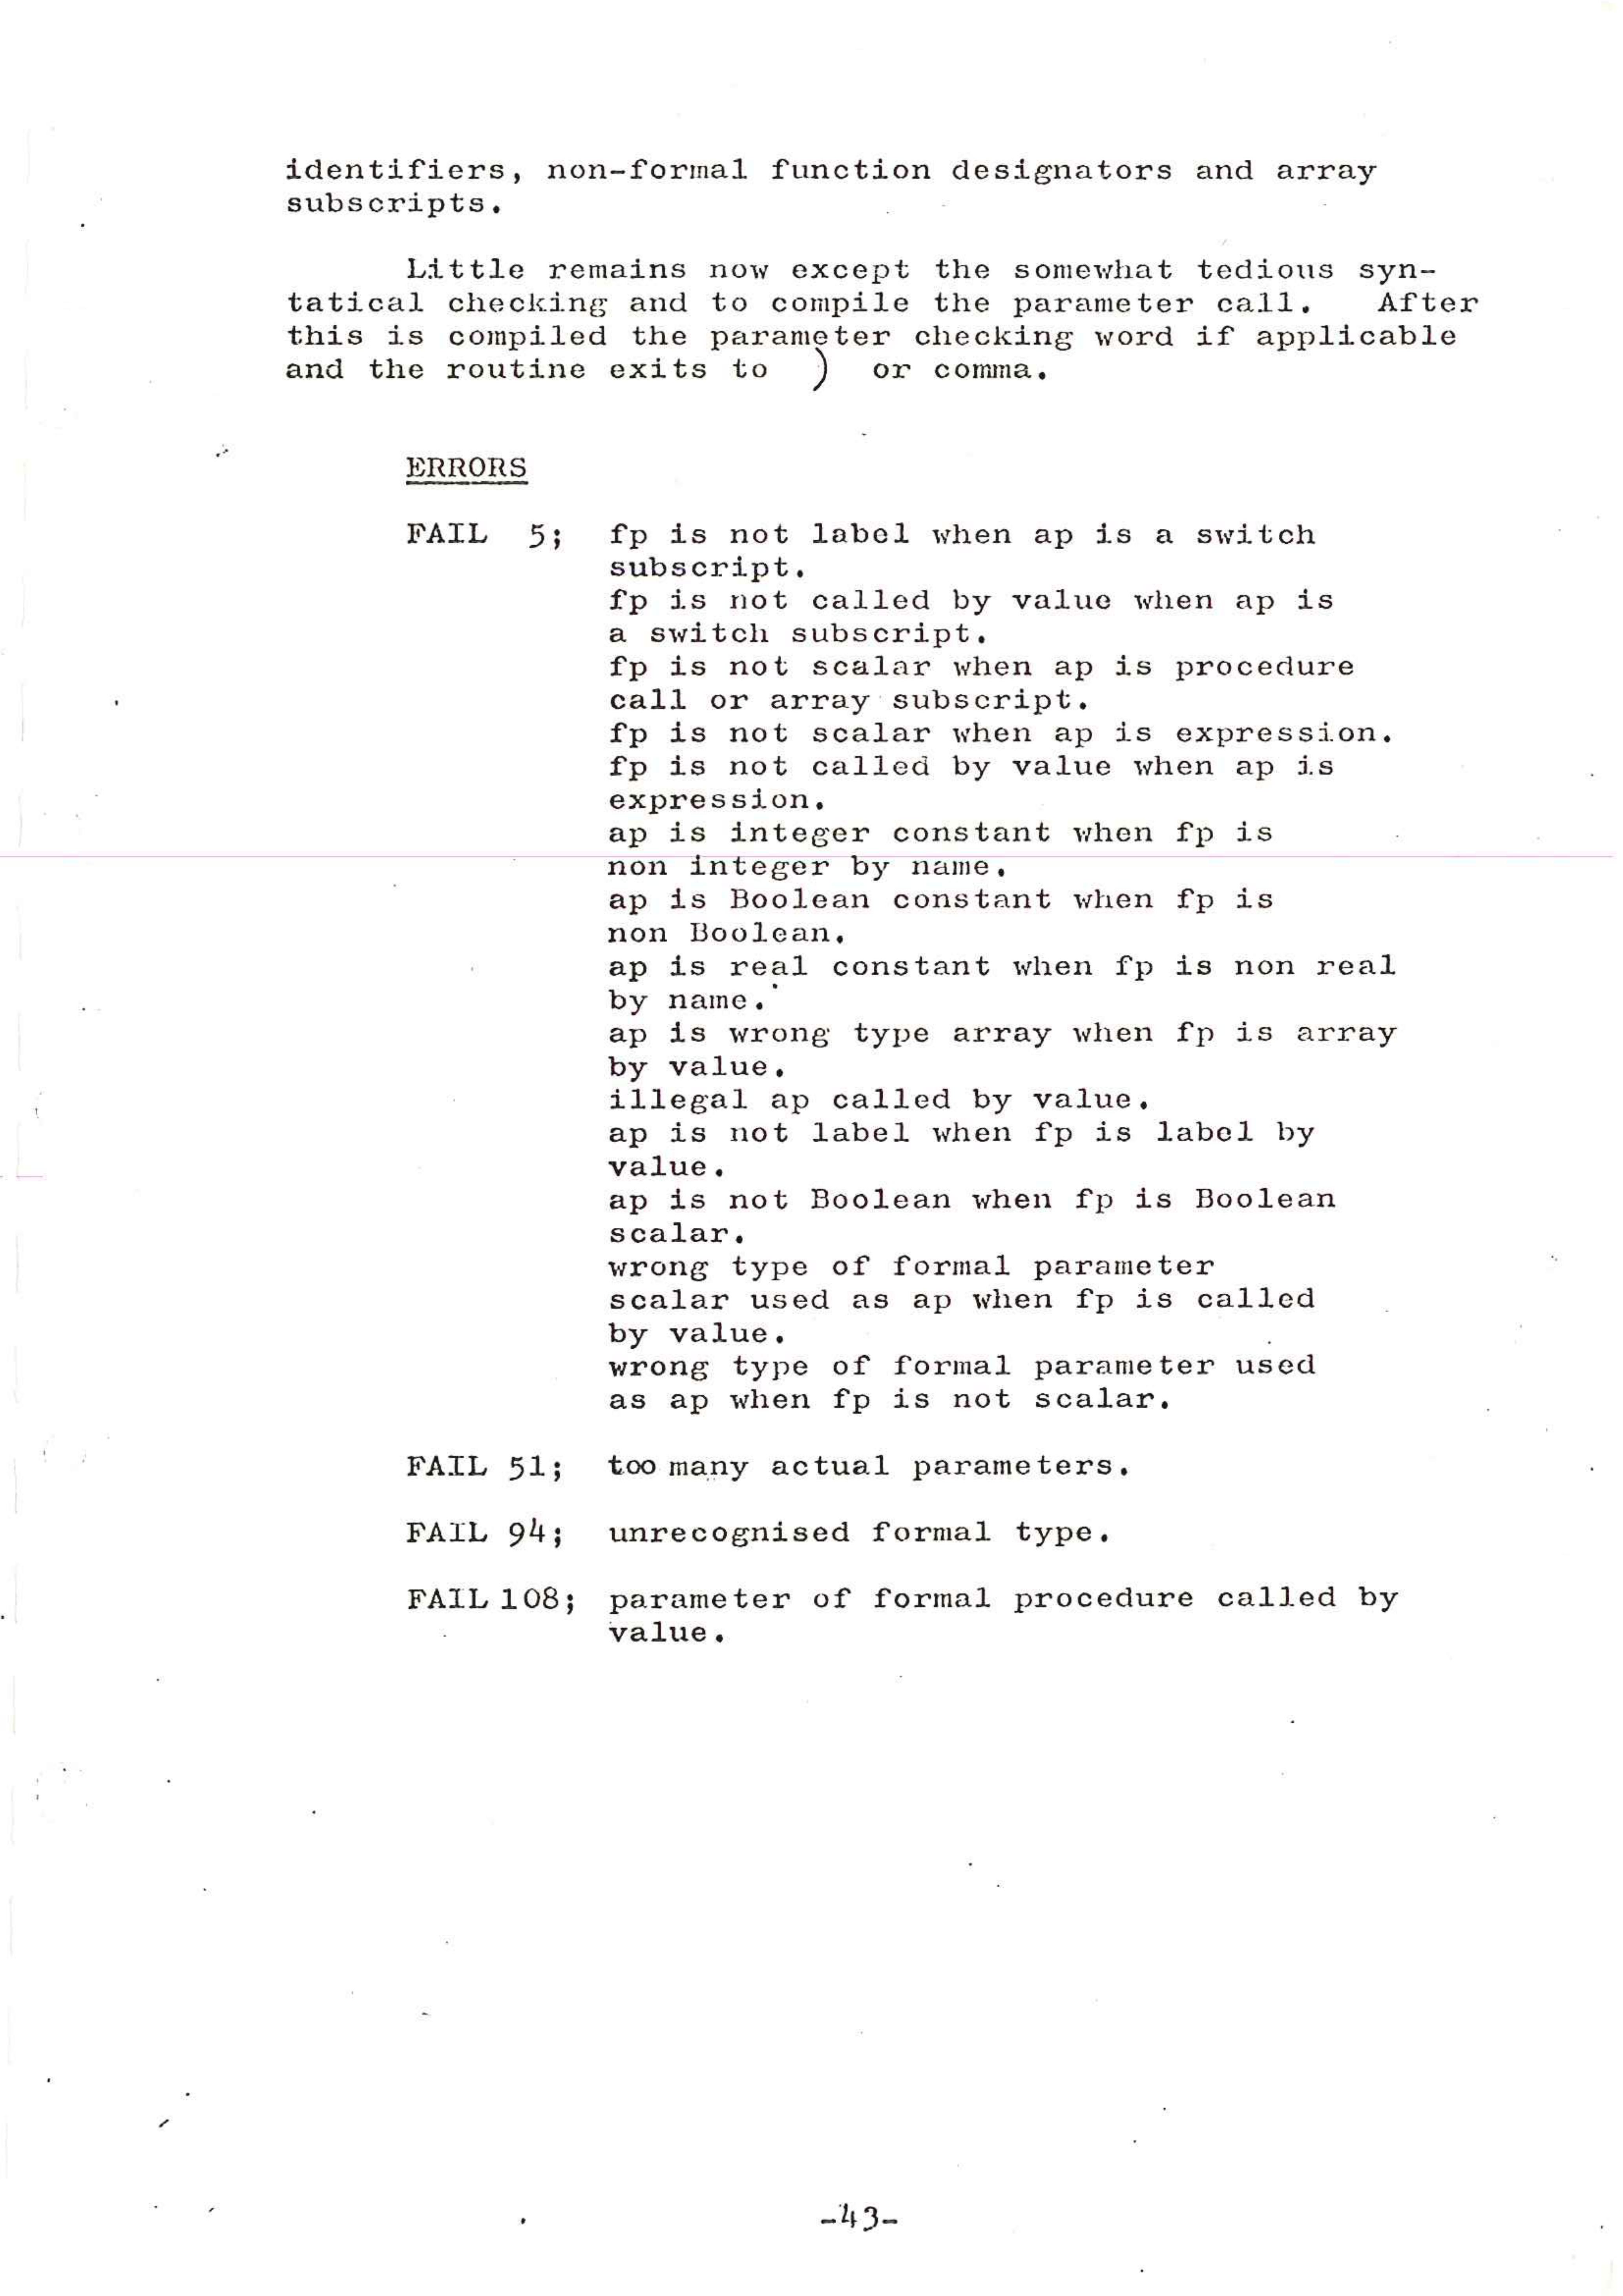 identifiers, non-formal function designators and array
subscripts.
Little remains now except the somewhat tedious syn-
tatical checking and to compile the parameter call. After
this is compiled the parameter checking word if applicable
and the routine exits to ) or comma.
ERRORS
FAIL 5; fp is not label when ap is a switch
subscript.
fp is not called by value when ap is
a switch subscript.
fp is not scalar when ap is procedure
call or array subscript.
fp is not scalar when ap is expression.
fp is not called by value when ap is
expression.
ap is integer constant when fp is
non integer by name.
ap is Boolean constant when fp is
non Boolean.
ap is real constant when fp is non real
by name.
ap is wrong type array when fp is array
by value.
illegal ap called by value.
ap is not label when fp is label by
value.
ap is not Boolean when fp is Boolean
scalar.
wrong type of formal parameter
scalar used as ap when fp is called
by value.
wrong type of formal parameter used
as ap when fp is not scalar.
FAIL 51; too many actual parameters.
FAIL 94; unrecognised formal type.
FAIL 108; parameter of formal procedure called by
value.
-43-